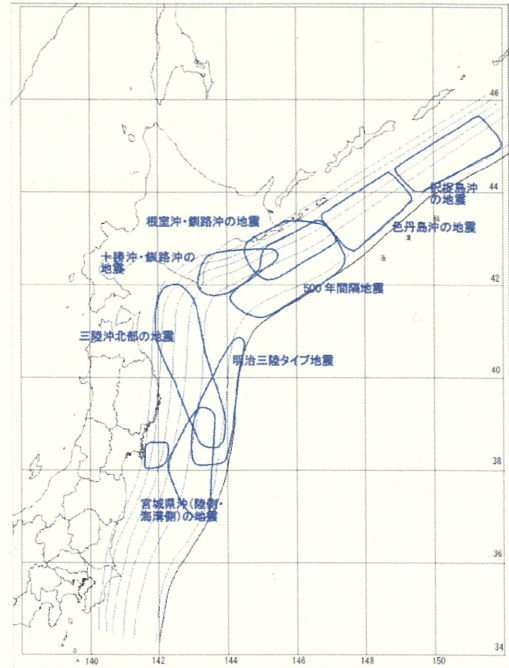 46
択捉島沖
の地震
44
根室沖・釧路沖の地震
色丹島沖の地震
十勝沖・釧路沖の
地震
42
500年間隔地震
三陸沖北部の地震
明治三陸タイプ地震
40
38
宮城県沖(陸側・
海溝側)の地震
36
34
140
142
144
146
148
150